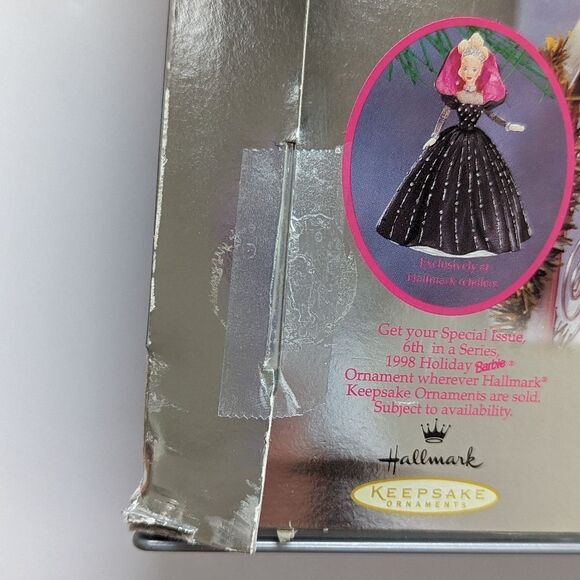 Exclusively at
Hallmark retailers.
Get your Special Issue,
6th in a Series,
1998 Holiday Barbie®
Ornament wherever Hallmark®
Keepsake Ornaments are sold.
Subject to availability.
Hallmark
KEEPSAKE
ORNAMENTS